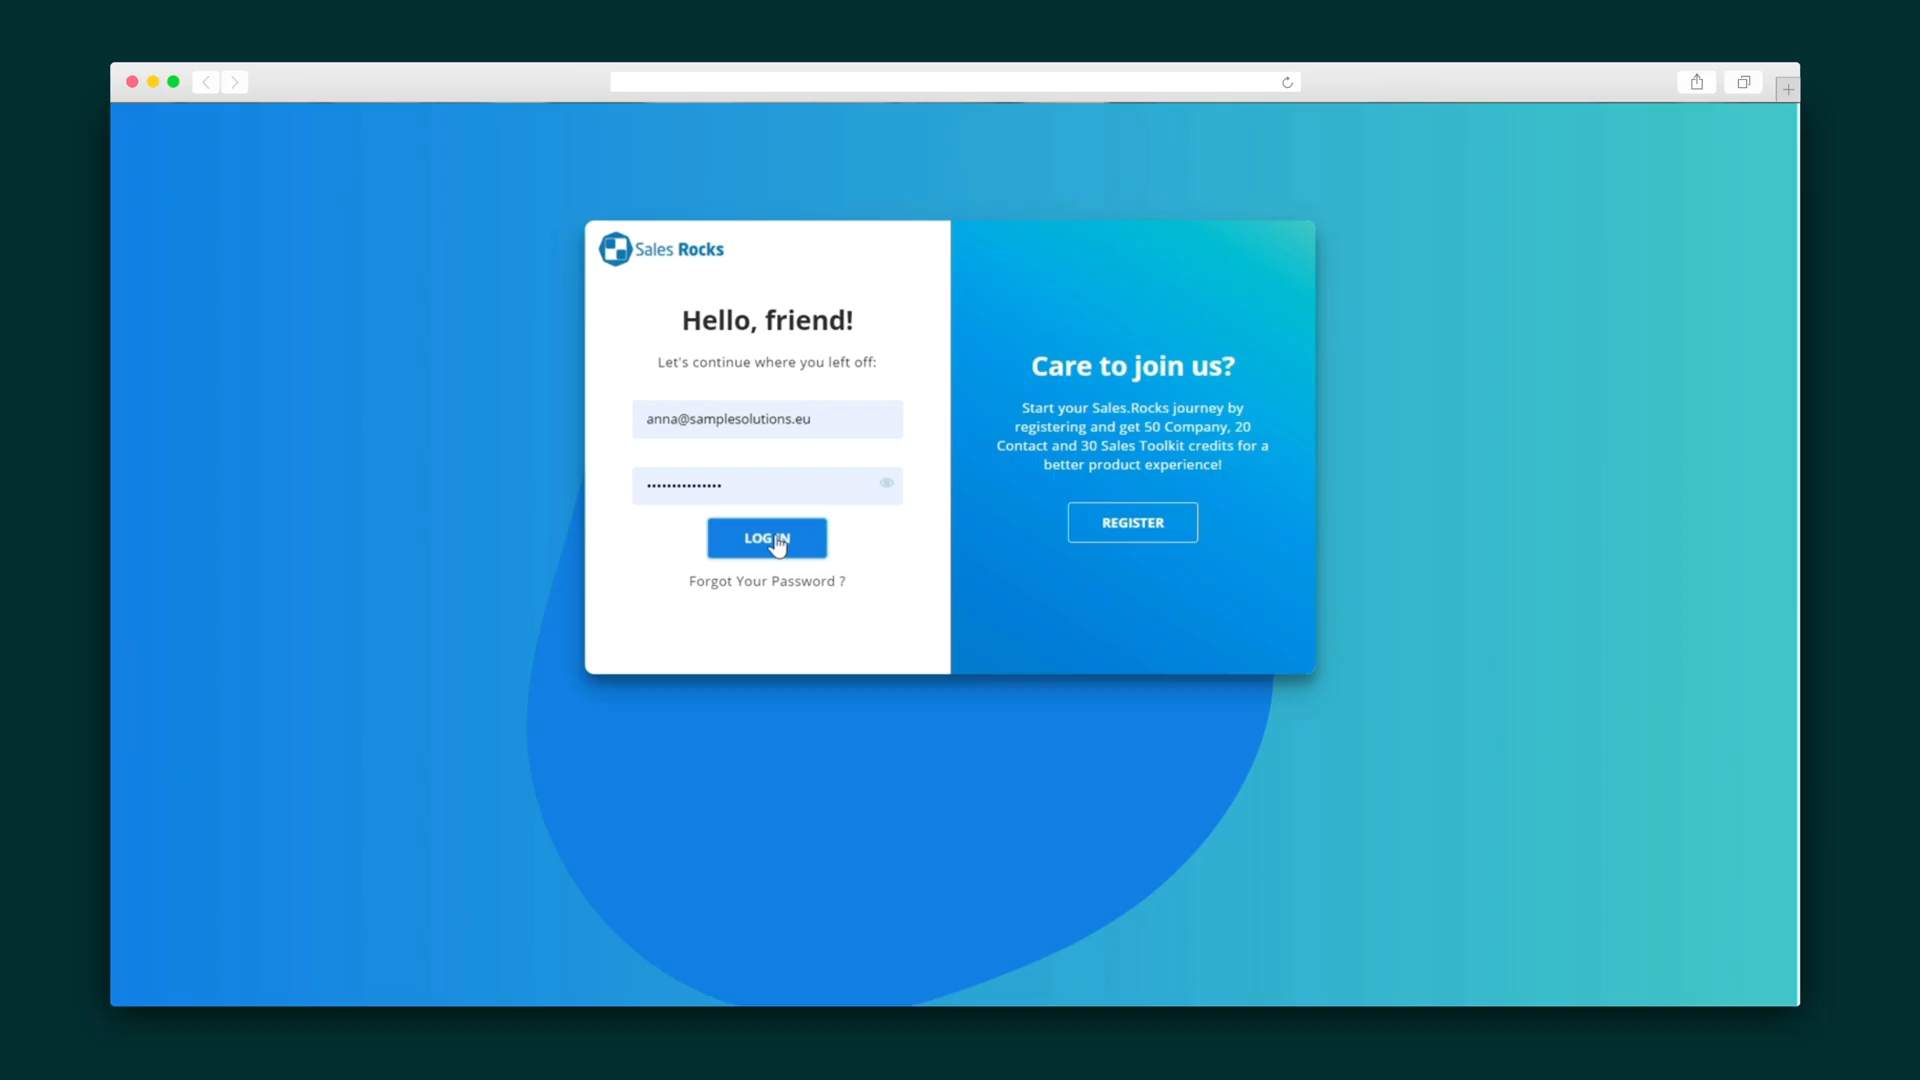 Sales Rocks
Hello, friend!
Let's continue where you left off:
anna@samplesolutions.eu
•••••••••••••••
LOG IN
Forgot Your Password ?
Care to join us?
Start your Sales.Rocks journey by
registering and get 50 Company, 20
Contact and 30 Sales Toolkit credits for a
better product experience!
REGISTER